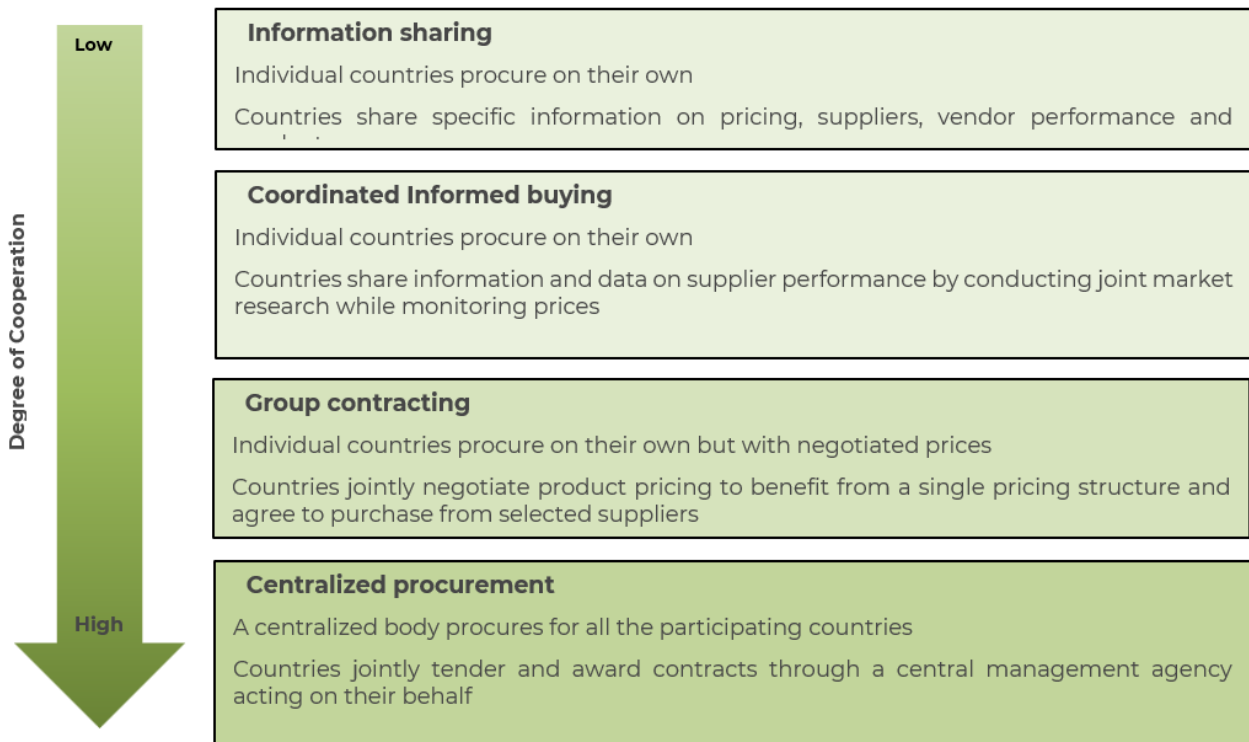 Low
Degree of Cooperation
High
Information sharing
Individual countries procure on their own
Countries share specific information on pricing, suppliers, vendor performance and
Coordinated Informed buying
Individual countries procure on their own
Countries share information and data on supplier performance by conducting joint market
research while monitoring prices
Group contracting
Individual countries procure on their own but with negotiated prices
Countries jointly negotiate product pricing to benefit from a single pricing structure and
agree to purchase from selected suppliers
Centralized procurement
A centralized body procures for all the participating countries
Countries jointly tender and award contracts through a central management agency
acting on their behalf